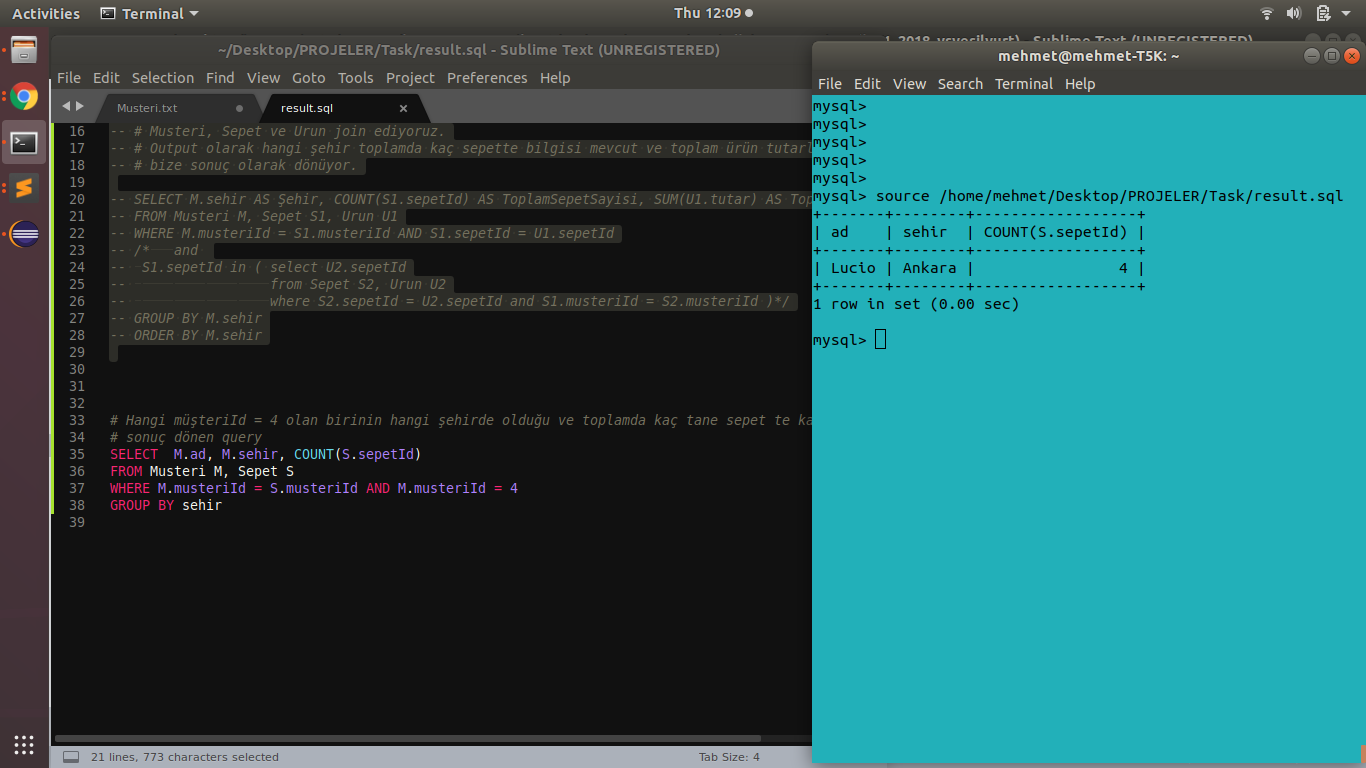 Activities
Terminal
Thu 12:09
~/Desktop/PROJELER/Task/result.sql - Sublime Text (UNREGISTERED)
File Edit Selection Find View Goto Tools Project Preferences Help
Musteri.txt
result.sql
16 -- # Musteri, Sepet ve Urun join ediyoruz.
17 -- # Output olarak hangi şehir toplamda kaç sepette bilgisi mevcut ve toplam ürün tutarl
18 -- # bize sonuç olarak dönüyor.
19
20 -- SELECT M.sehir AS Şehir, COUNT(S1.sepetId) AS ToplamSepetSayisi, SUM(U1.tutar) AS Top
21 -- FROM Musteri M, Sepet S1, Urun U1
22 -- WHERE M.musteriId = S1.musteriId AND S1.sepetId = U1.sepetId
23 -- /* and
24 -- S1.sepetId in ( select U2.sepetId
25 -- from Sepet S2, Urun U2
26 -- where S2.sepetId = U2.sepetId and S1.musteriId = S2.musteriId )*/
27 -- GROUP BY M.sehir
28 -- ORDER BY M.sehir
29
30
31
32
33 # Hangi müşteriId = 4 olan birinin hangi şehirde olduğu ve toplamda kaç tane sepet te ka
34 # sonuç dönen query
35 SELECT M.ad, M.sehir, COUNT(S.sepetId)
36 FROM Musteri M, Sepet S
37 WHERE M.musteriId = S.musteriId AND M.musteriId = 4
38 GROUP BY sehir
39
21 lines, 773 characters selected
Tab Size: 4
2018_ysyesilyurt) - Sublime Text (UNREGISTERED)
mehmet@mehmet-T5K: ~
File Edit View Search Terminal Help
mysql>
mysql>
mysql>
mysql>
mysql>
mysql> source /home/mehmet/Desktop/PROJELER/Task/result.sql
+-------+--------+------------------+
| ad | sehir | COUNT(S.sepetId) |
+-------+--------+------------------+
| Lucio | Ankara | 4 |
+-------+--------+------------------+
1 row in set (0.00 sec)
mysql>